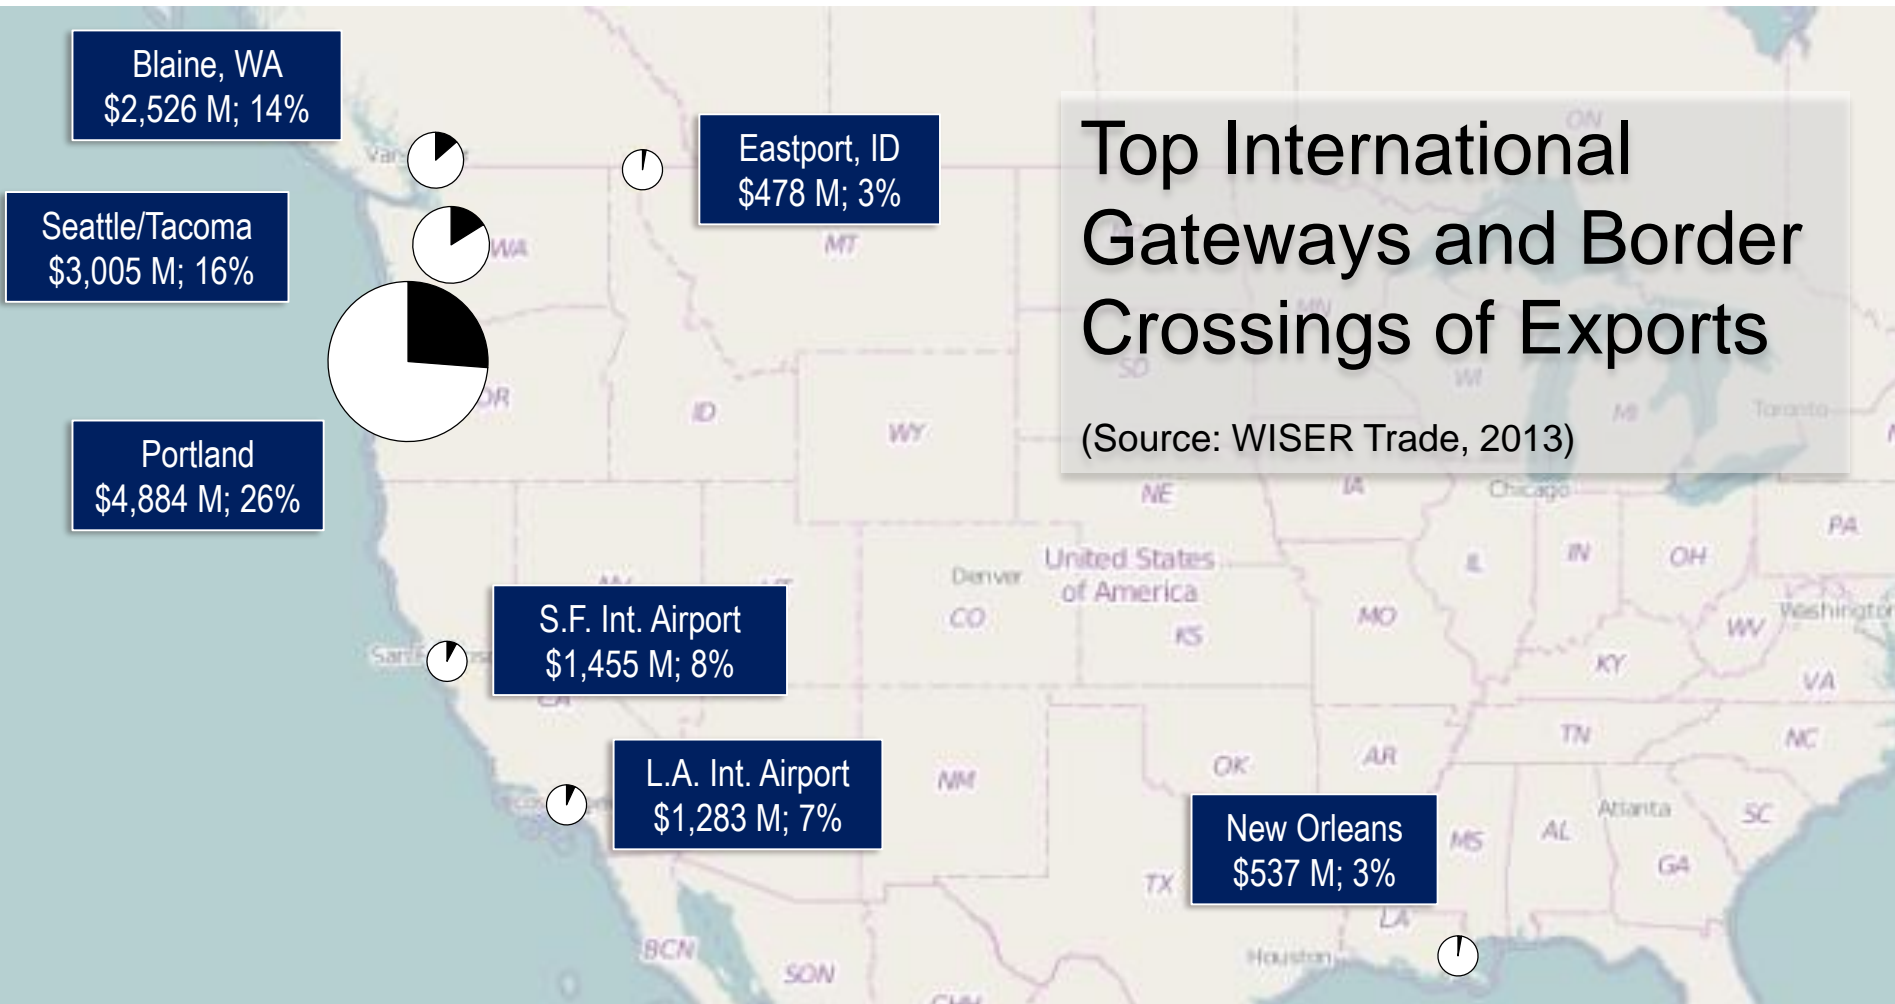 Blaine, WA
$2,526 M; 14%
Eastport, ID
$478 M; 3%
Top International
Gateways and Border
Crossings of Exports
(Source: WISER Trade, 2013)
Seattle/Tacoma
$3,005 M; 16%
Portland
$4,884 M; 26%
S.F. Int. Airport
$1,455 M; 8%
L.A. Int. Airport
$1,283 M; 7%
New Orleans
$537 M; 3%
ON
WA
MT
MN
SD
WI
MI
Toronto
ID
WY
NE
IA
Chicago
PA
United States
of America
Denver
CO
KS
IL
IN
OH
MO
WV
Washington
KY
VA
CA
TN
NC
NM
OK
AR
Atlanta
SC
MS
AL
GA
TX
LA
Houston
BCN
SON